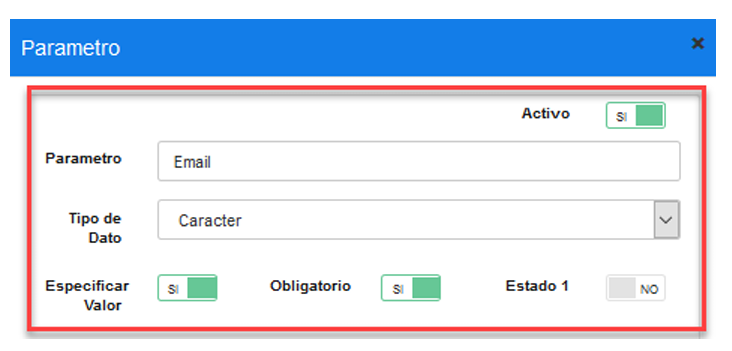 Parametro ×
Activo SI
Parametro Email
Tipo de Dato Caracter
Especificar Valor SI Obligatorio SI Estado 1 NO